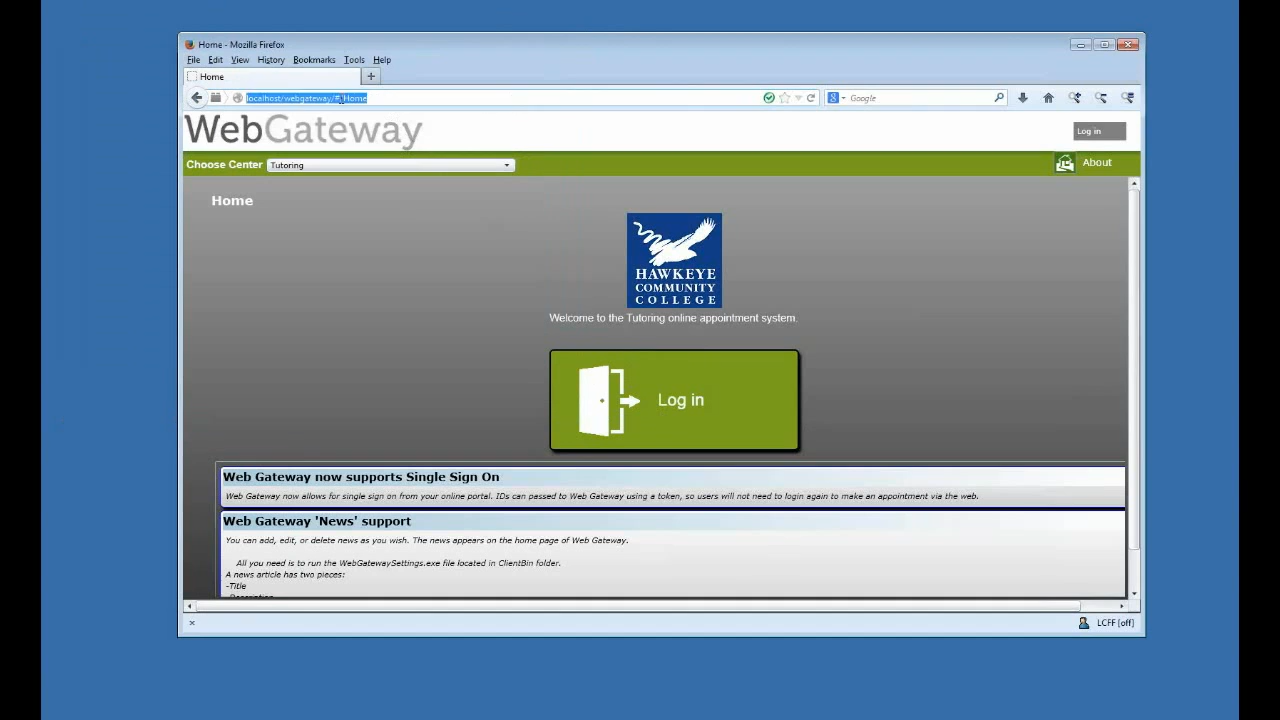 Home - Mozilla Firefox
File Edit View History Bookmarks Tools Help
Home
localhost/webgateway/#/Home
Google
WebGateway
Log in
Choose Center Tutoring
About
Home
HAWKEYE
COMMUNITY
COLLEGE
Welcome to the Tutoring online appointment system.
Log in
Web Gateway now supports Single Sign On
Web Gateway now allows for single sign on from your online portal. IDs can passed to Web Gateway using a token, so users will not need to login again to make an appointment via the web.
Web Gateway 'News' support
You can add, edit, or delete news as you wish. The news appears on the home page of Web Gateway.
All you need is to run the WebGatewaySettings.exe file located in ClientBin folder.
A news article has two pieces:
-Title
-Description
LCFF [off]